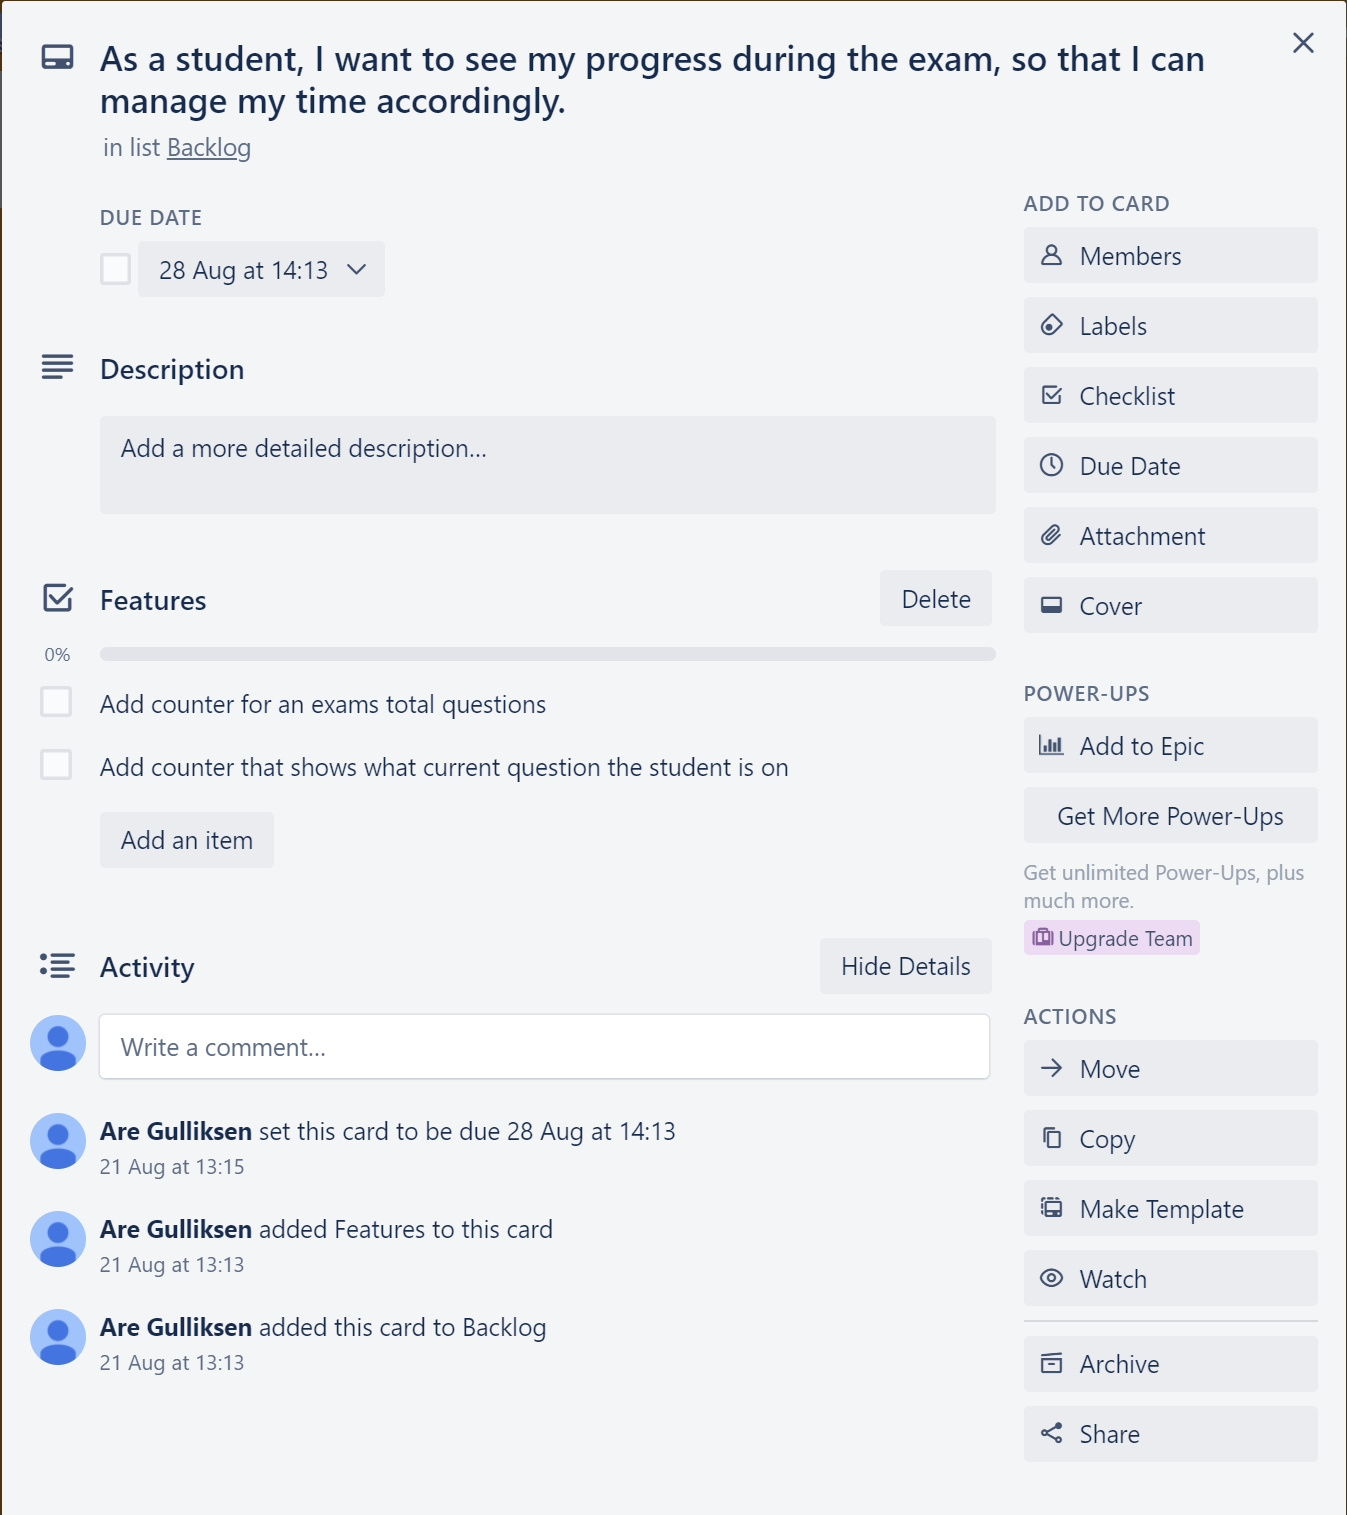 As a student, I want to see my progress during the exam, so that I can
manage my time accordingly.
in list Backlog
DUE DATE
28 Aug at 14:13
Description
Add a more detailed description...
Features
Delete
0%
Add counter for an exams total questions
Add counter that shows what current question the student is on
Add an item
Activity
Hide Details
Write a comment...
Are Gulliksen set this card to be due 28 Aug at 14:13
21 Aug at 13:15
Are Gulliksen added Features to this card
21 Aug at 13:13
Are Gulliksen added this card to Backlog
21 Aug at 13:13
ADD TO CARD
Members
Labels
Checklist
Due Date
Attachment
Cover
POWER-UPS
Add to Epic
Get More Power-Ups
Get unlimited Power-Ups, plus
much more.
Upgrade Team
ACTIONS
Move
Copy
Make Template
Watch
Archive
Share